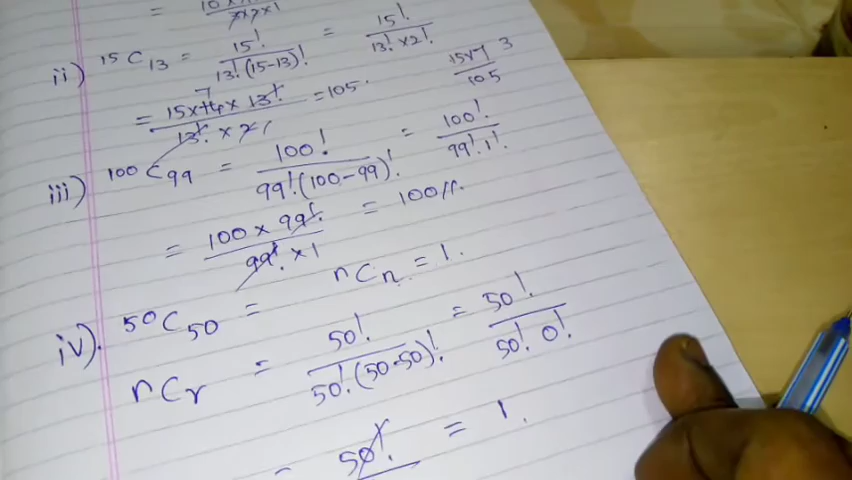 = 10 ×
× 2 × 1
ii) 15C13 = 15! / 13! (15-13)! = 15! / 13! × 2!
= 15 × 14 × 13! / 13! × 2! = 105.
7
15 × 7 3
105
iii) 100C99 = 100! / 99! (100-99)! = 100! / 99! . 1!
= 100 × 99! / 99! × 1 = 100 //.
iv). 50C50 = nCn = 1.
nCr = 50! / 50! (50-50)! = 50! / 50! 0!
= 50! = 1.